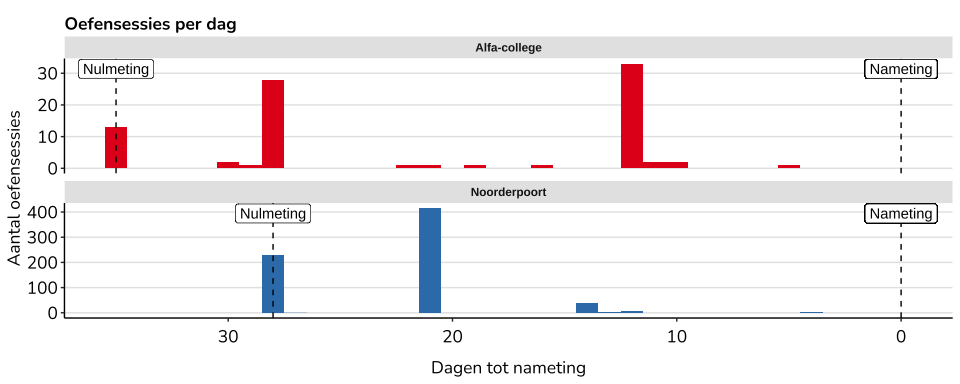 Oefensessies per dag
Alfa-college
Nulmeting
Nameting
30
20
10
0
Noorderpoort
Nulmeting
Nameting
400
300
200
100
0
Aantal oefensessies
30
20
10
0
Dagen tot nameting